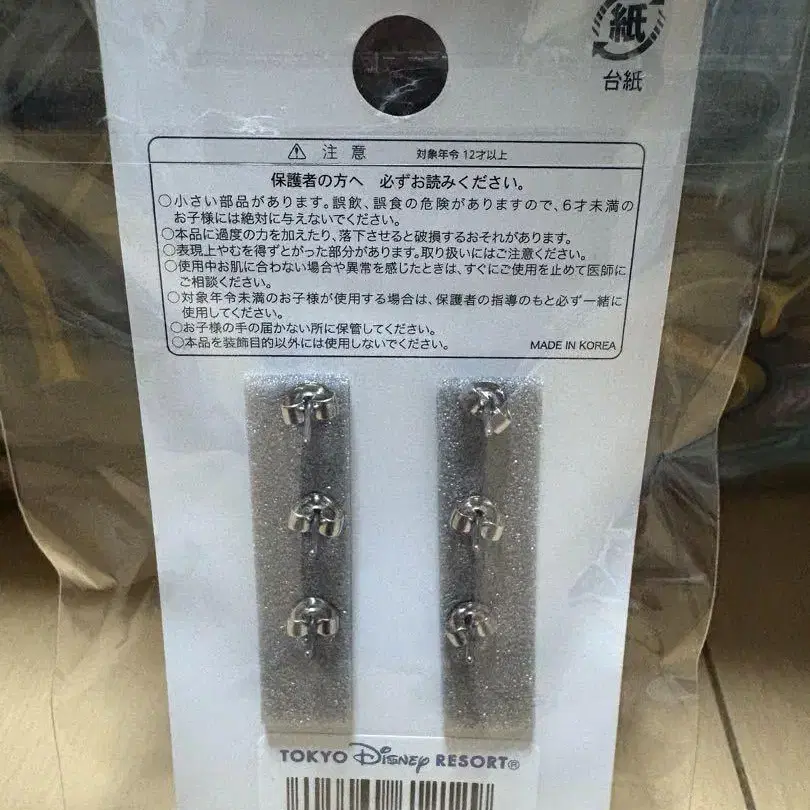 紙
台紙
注意 対象年令 12才以上
保護者の方へ 必ずお読みください。
○小さい部品があります。誤飲、誤食の危険がありますので、6才未満の
お子様には絶対に与えないでください。
○本品に過度の力を加えたり、落下させると破損するおそれがあります。
○表現上やむを得ずとがった部分があります。取り扱いにはご注意ください。
○使用中お肌に合わない場合や異常を感じたときは、すぐにご使用を止めて医師に
ご相談ください。
○対象年令未満のお子様が使用する場合は、保護者の指導のもと必ず一緒に
使用してください。
○お子様の手の届かない所に保管してください。
○本品を装飾目的以外には使用しないでください。 MADE IN KOREA
TOKYO Disney RESORT®